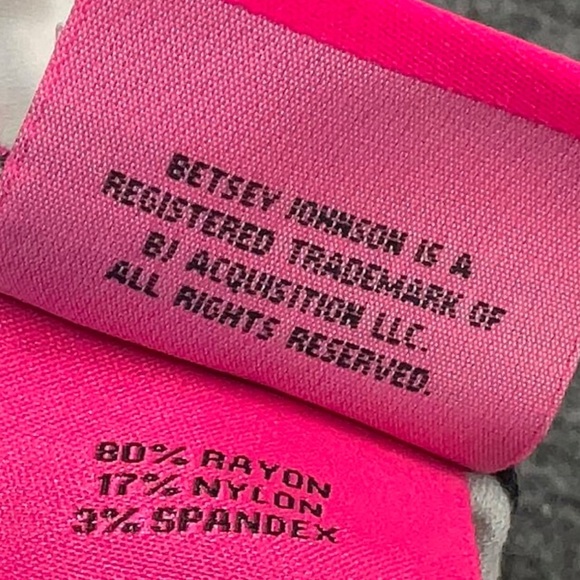 BETSEY JOHNSON IS A
REGISTERED TRADEMARK OF
BJ ACQUISITION LLC.
ALL RIGHTS RESERVED.
80% RAYON
17% NYLON
3% SPANDEX